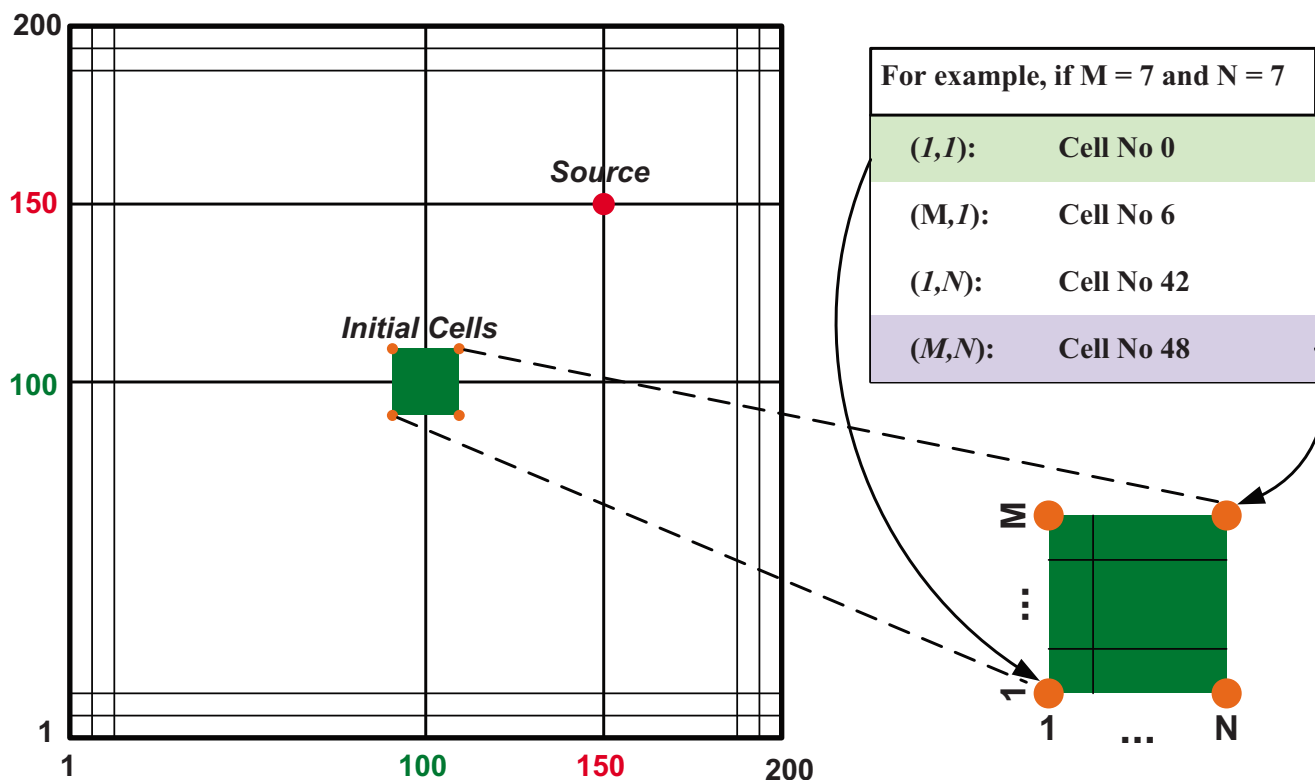 200
Source
150
Initial Cells
100
1
1 100 150 200
For example, if M = 7 and N = 7
(1,1): Cell No 0
(M,1): Cell No 6
(1,N): Cell No 42
(M,N): Cell No 48
M
...
1
1 ... N